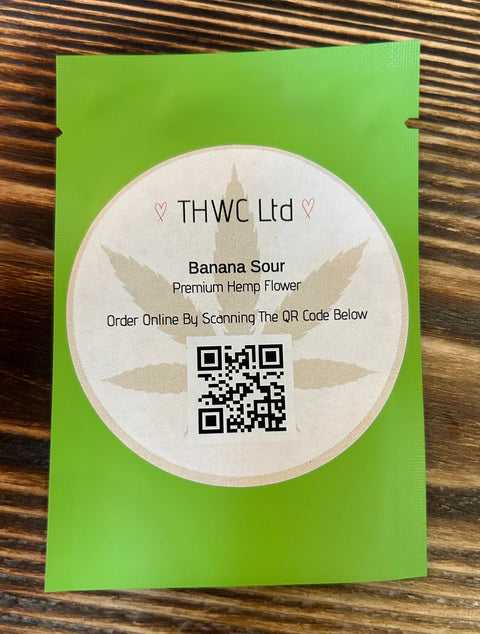 THWC Ltd
Banana Sour
Premium Hemp Flower
Order Online By Scanning The QR Code Below